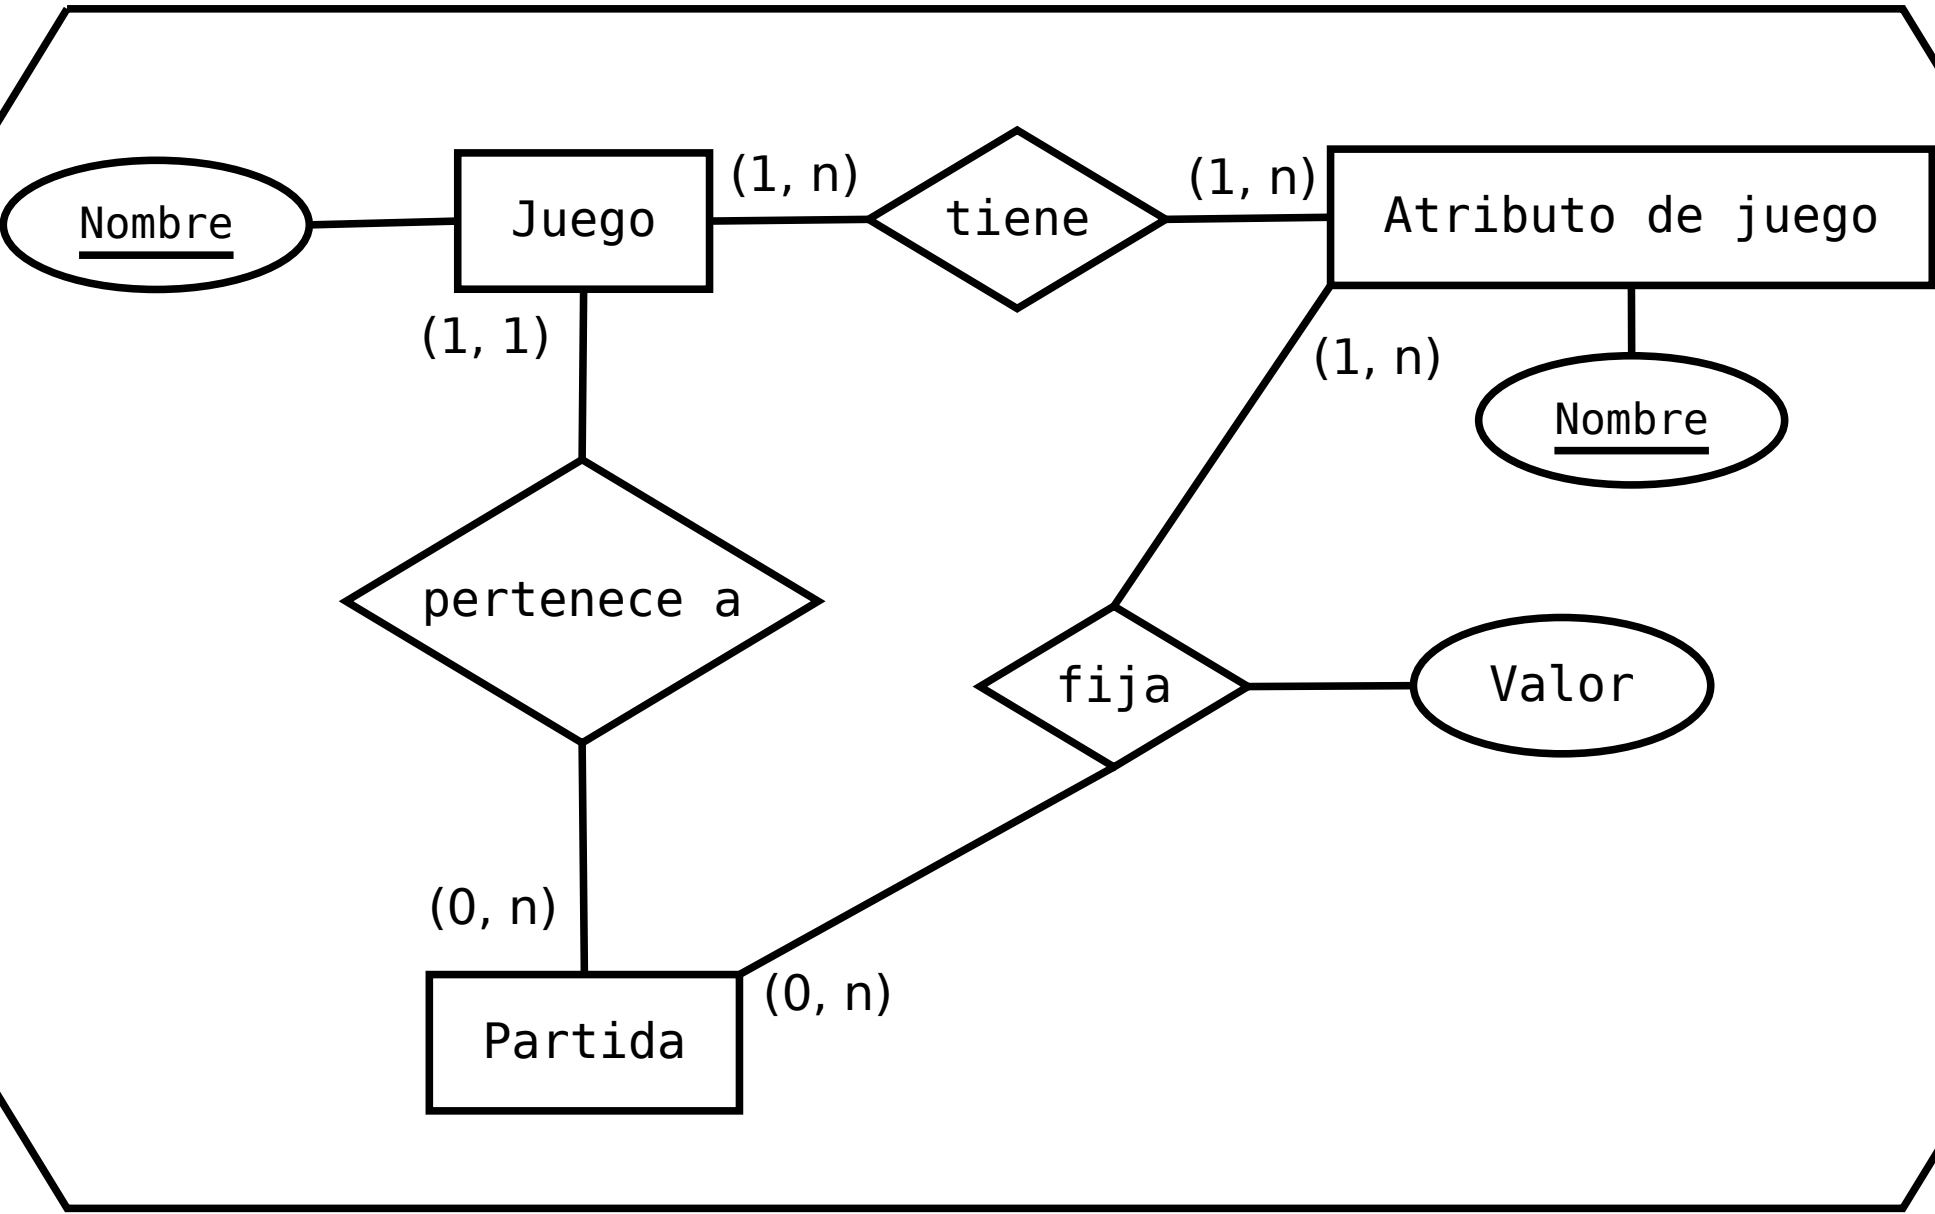 Nombre
Juego
(1, n)
tiene
(1, n)
Atributo de juego
(1, 1)
(1, n)
Nombre
pertenece a
fija
Valor
(0, n)
(0, n)
Partida